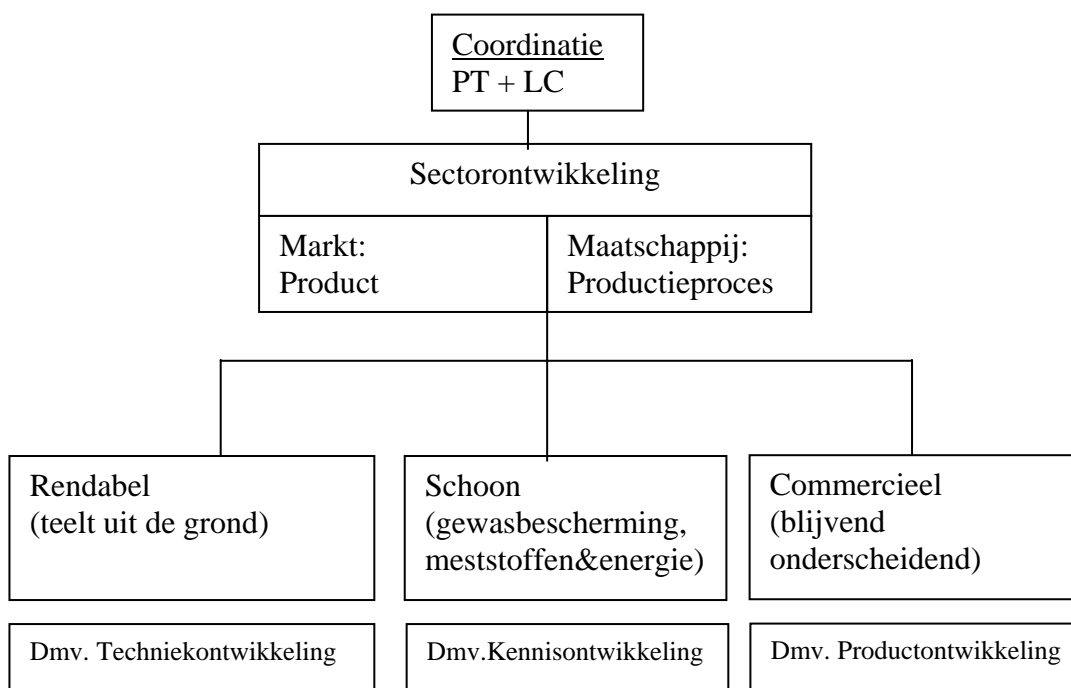 Coordinatie
PT + LC
Sectorontwikkeling
Markt:
Product
Maatschappij:
Productieproces
Rendabel
(teelt uit de grond)
Schoon
(gewasbescherming,
meststoffen&energie)
Commercieel
(blijvend
onderscheidend)
Dmv. Techniekontwikkeling
Dmv.Kennisontwikkeling
Dmv. Productontwikkeling